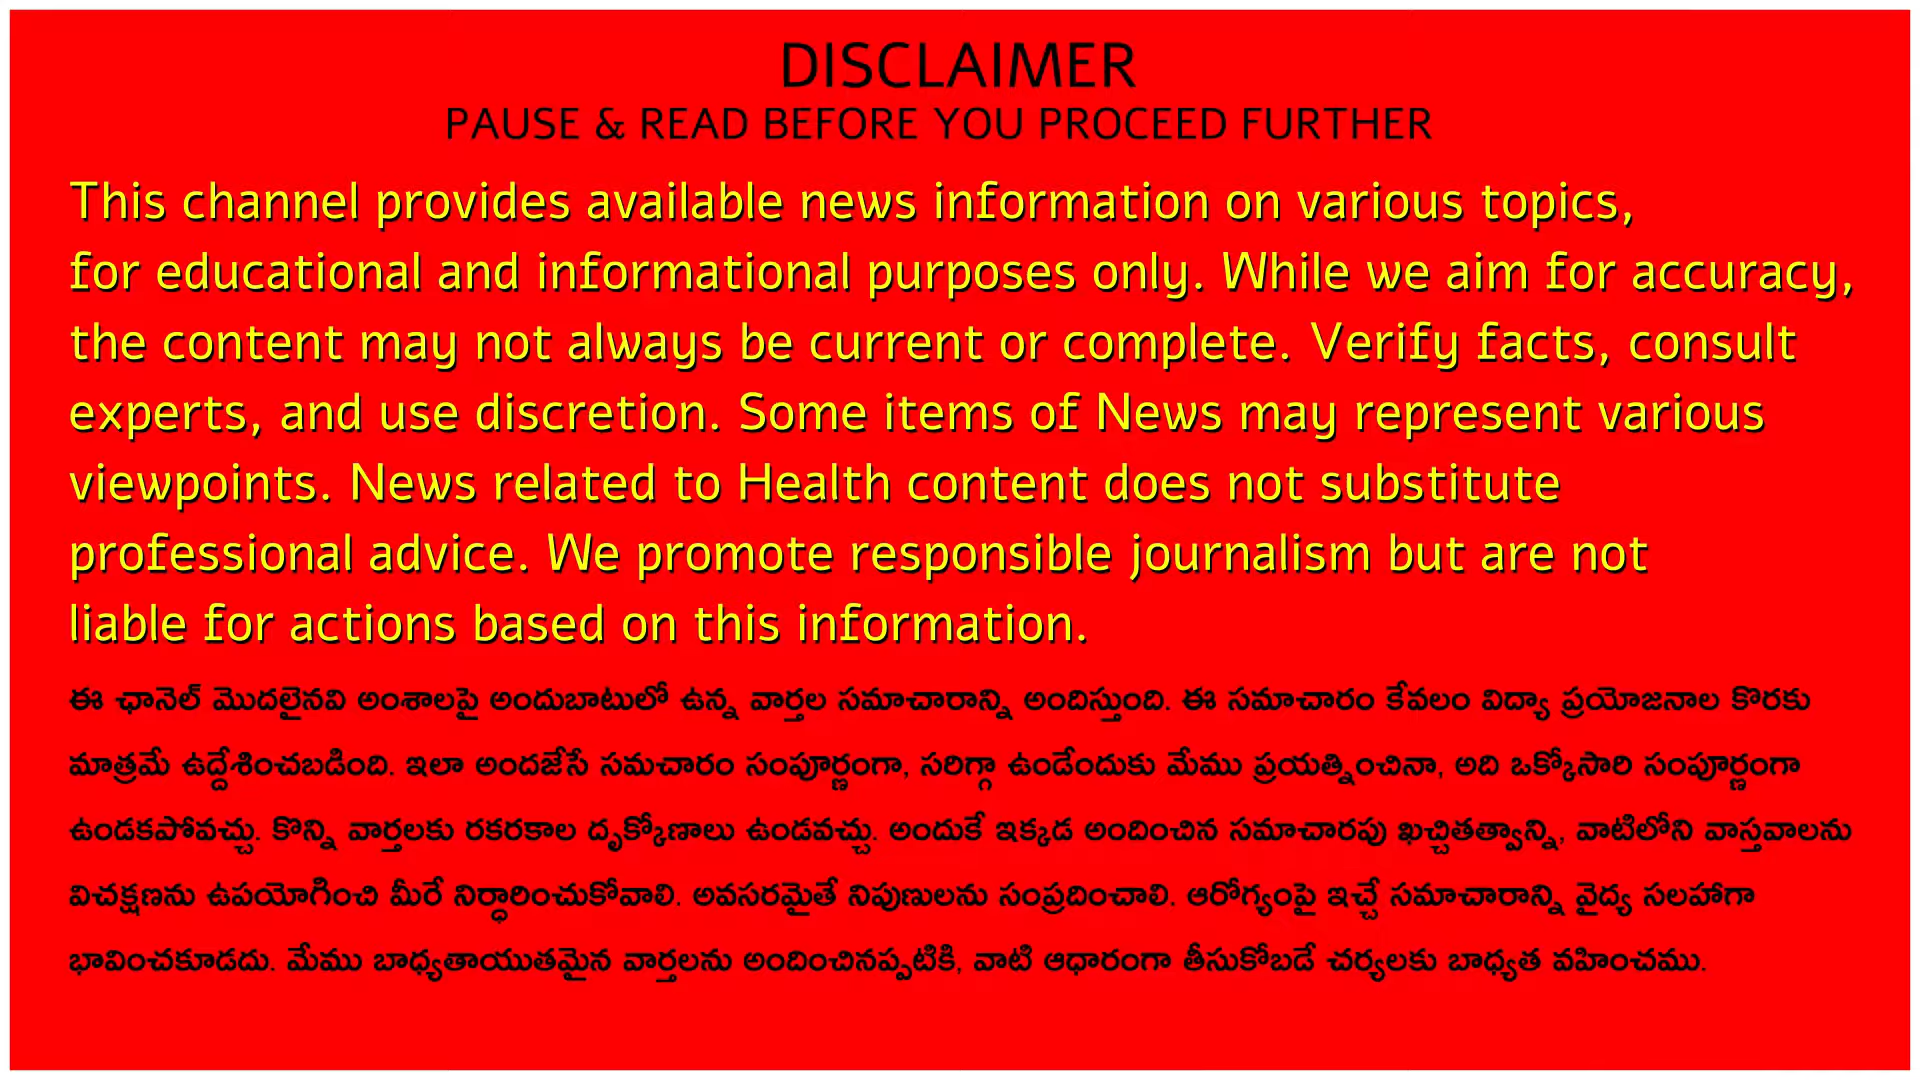 DISCLAIMER
PAUSE & READ BEFORE YOU PROCEED FURTHER
This channel provides available news information on various topics,
for educational and informational purposes only. While we aim for accuracy,
the content may not always be current or complete. Verify facts, consult
experts, and use discretion. Some items of News may represent various
viewpoints. News related to Health content does not substitute
professional advice. We promote responsible journalism but are not
liable for actions based on this information.
ఈ ఛానెల్ మొదలైనవి అంశాలపై అందుబాటులో ఉన్న వార్తల సమాచారాన్ని అందిస్తుంది. ఈ సమాచారం కేవలం విద్యా ప్రయోజనాల కొరకు
మాత్రమే ఉద్దేశించబడింది. ఇలా అందజేసే సమచారం సంపూర్ణంగా, సరిగ్గా ఉండేందుకు మేము ప్రయత్నించినా, అది ఒక్కోసారి సంపూర్ణంగా
ఉండకపోవచ్చు. కొన్ని వార్తలకు రకరకాల దృక్కోణాలు ఉండవచ్చు. అందుకే ఇక్కడ అందించిన సమాచారపు ఖచ్చితత్వాన్ని, వాటిలోని వాస్తవాలను
విచక్షణను ఉపయోగించి మీరే నిర్ధారించుకోవాలి. అవసరమైతే నిపుణులను సంప్రదించాలి. ఆరోగ్యంపై ఇచ్చే సమాచారాన్ని వైద్య సలహాగా
భావించకూడదు. మేము బాధ్యతాయుతమైన వార్తలను అందించినప్పటికి, వాటి ఆధారంగా తీసుకోబడే చర్యలకు బాధ్యత వహించము.